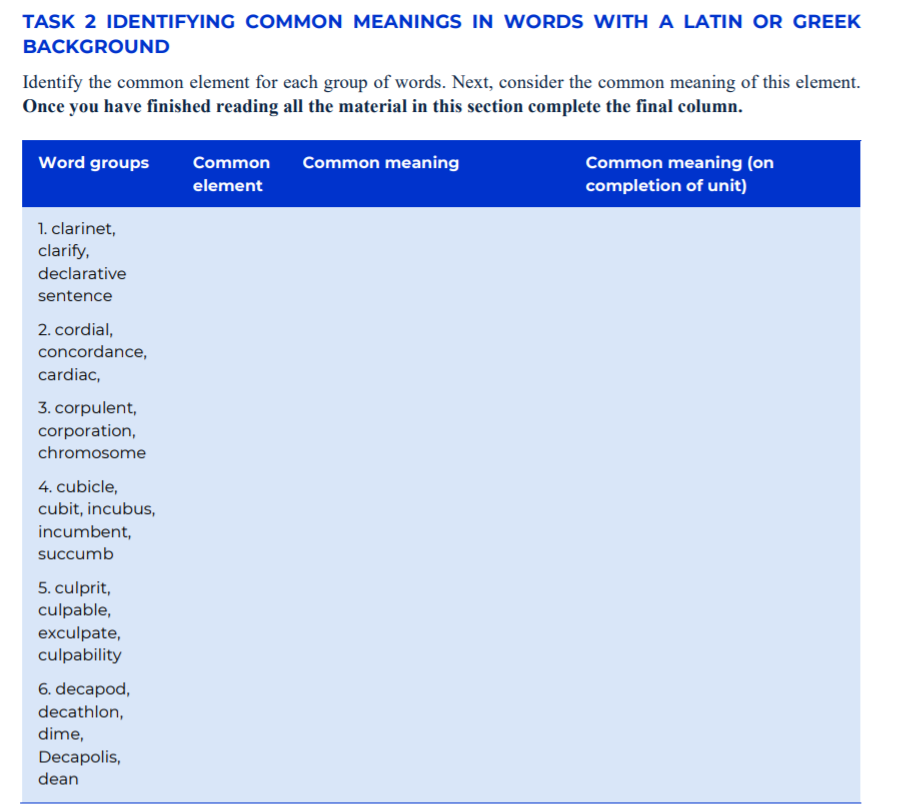 TASK 2 IDENTIFYING COMMON MEANINGS IN WORDS WITH A LATIN OR GREEK
BACKGROUND
Identify the common element for each group of words. Next, consider the common meaning of this element.
Once you have finished reading all the material in this section complete the final column.
Word groups Common element Common meaning Common meaning (on completion of unit)
1. clarinet,
clarify,
declarative
sentence
2. cordial,
concordance,
cardiac,
3. corpulent,
corporation,
chromosome
4. cubicle,
cubit, incubus,
incumbent,
succumb
5. culprit,
culpable,
exculpate,
culpability
6. decapod,
decathlon,
dime,
Decapolis,
dean